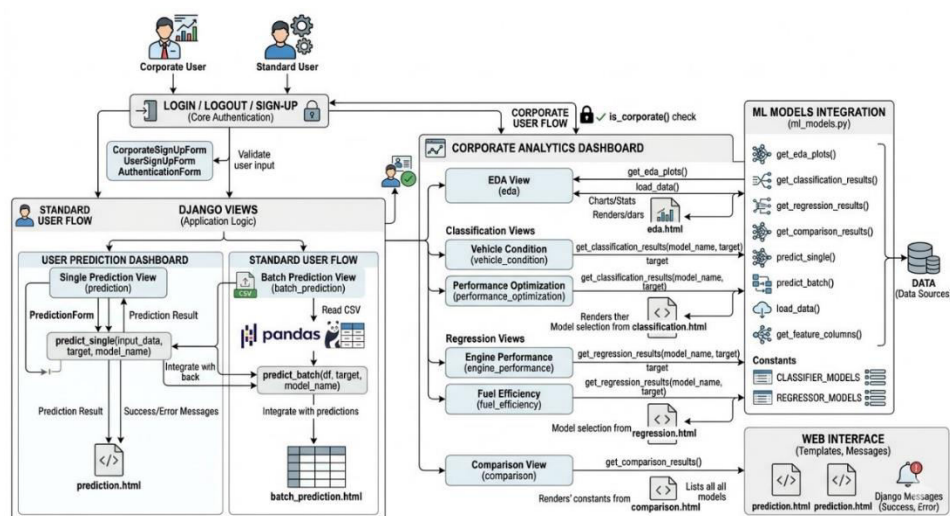 Corporate User
Standard User
LOGIN / LOGOUT / SIGN-UP
(Core Authentication)
CorporateSignUpForm
UserSignUpForm
AuthenticationForm
Validate
user input
CORPORATE
USER FLOW
is_corporate() check
STANDARD
USER FLOW
DJANGO VIEWS
(Application Logic)
USER PREDICTION DASHBOARD
Single Prediction View
(prediction)
PredictionForm
Prediction Result
predict_single(input_data,
target, model_name)
Integrate with
back
Prediction Result
Success/Error Messages
</>
prediction.html
STANDARD USER FLOW
CSV
Batch Prediction View
(batch_prediction)
Read CSV
pandas
predict_batch(df, target,
model_name)
Integrate with predictions
batch_prediction.html
CORPORATE ANALYTICS DASHBOARD
EDA View
(eda)
get_eda_plots()
load_data()
Charts/Stats
Renders/dars
eda.html
Classification Views
Vehicle Condition
(vehicle_condition)
get_classification_results(model_name, target)
target
Performance Optimization
(performance_optimization)
get_classification_results(model_name,
target)
Renders ther
Model selection from
</>
classification.html
Regression Views
Engine Performance
(engine_performance)
get_regression_results(model_name,
target)
target
Fuel Efficiency
(fuel_efficiency)
get_regression_results(model_name,
target)
Model selection from
</>
regression.html
Comparison View
(comparison)
get_comparison_results()
Renders' constants from
</>
Lists all all
models
comparison.html
ML MODELS INTEGRATION
(ml_models.py)
get_eda_plots()
get_classification_results()
get_regression_results()
get_comparison_results()
predict_single()
predict_batch()
load_data()
get_feature_columns()
Constants
CLASSIFIER_MODELS
REGRESSOR_MODELS
DATA
(Data Sources)
WEB INTERFACE
(Templates, Messages)
</>
prediction.html
</>
prediction.html
Django Messages
(Success, Error)